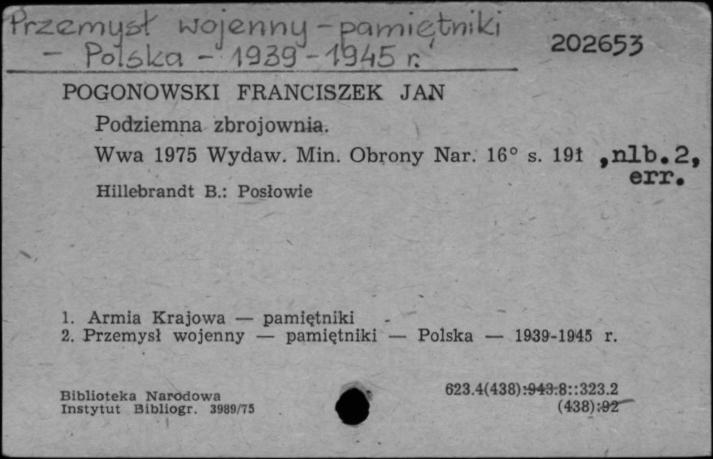 Przemysł wojenny - pamiętniki
- Polska - 1939-1945 r.
202653
POGONOWSKI FRANCISZEK JAN
Podziemna zbrojownia.
Wwa 1975 Wydaw. Min. Obrony Nar. 16° s. 191 ,nlb.2,
err.
Hillebrandt B.: Posłowie
1. Armia Krajowa — pamiętniki
2. Przemysł wojenny — pamiętniki — Polska — 1939-1945 r.
Biblioteka Narodowa
Instytut Bibliogr. 3989/75
623.4(438):943.8::323.2
(438):92